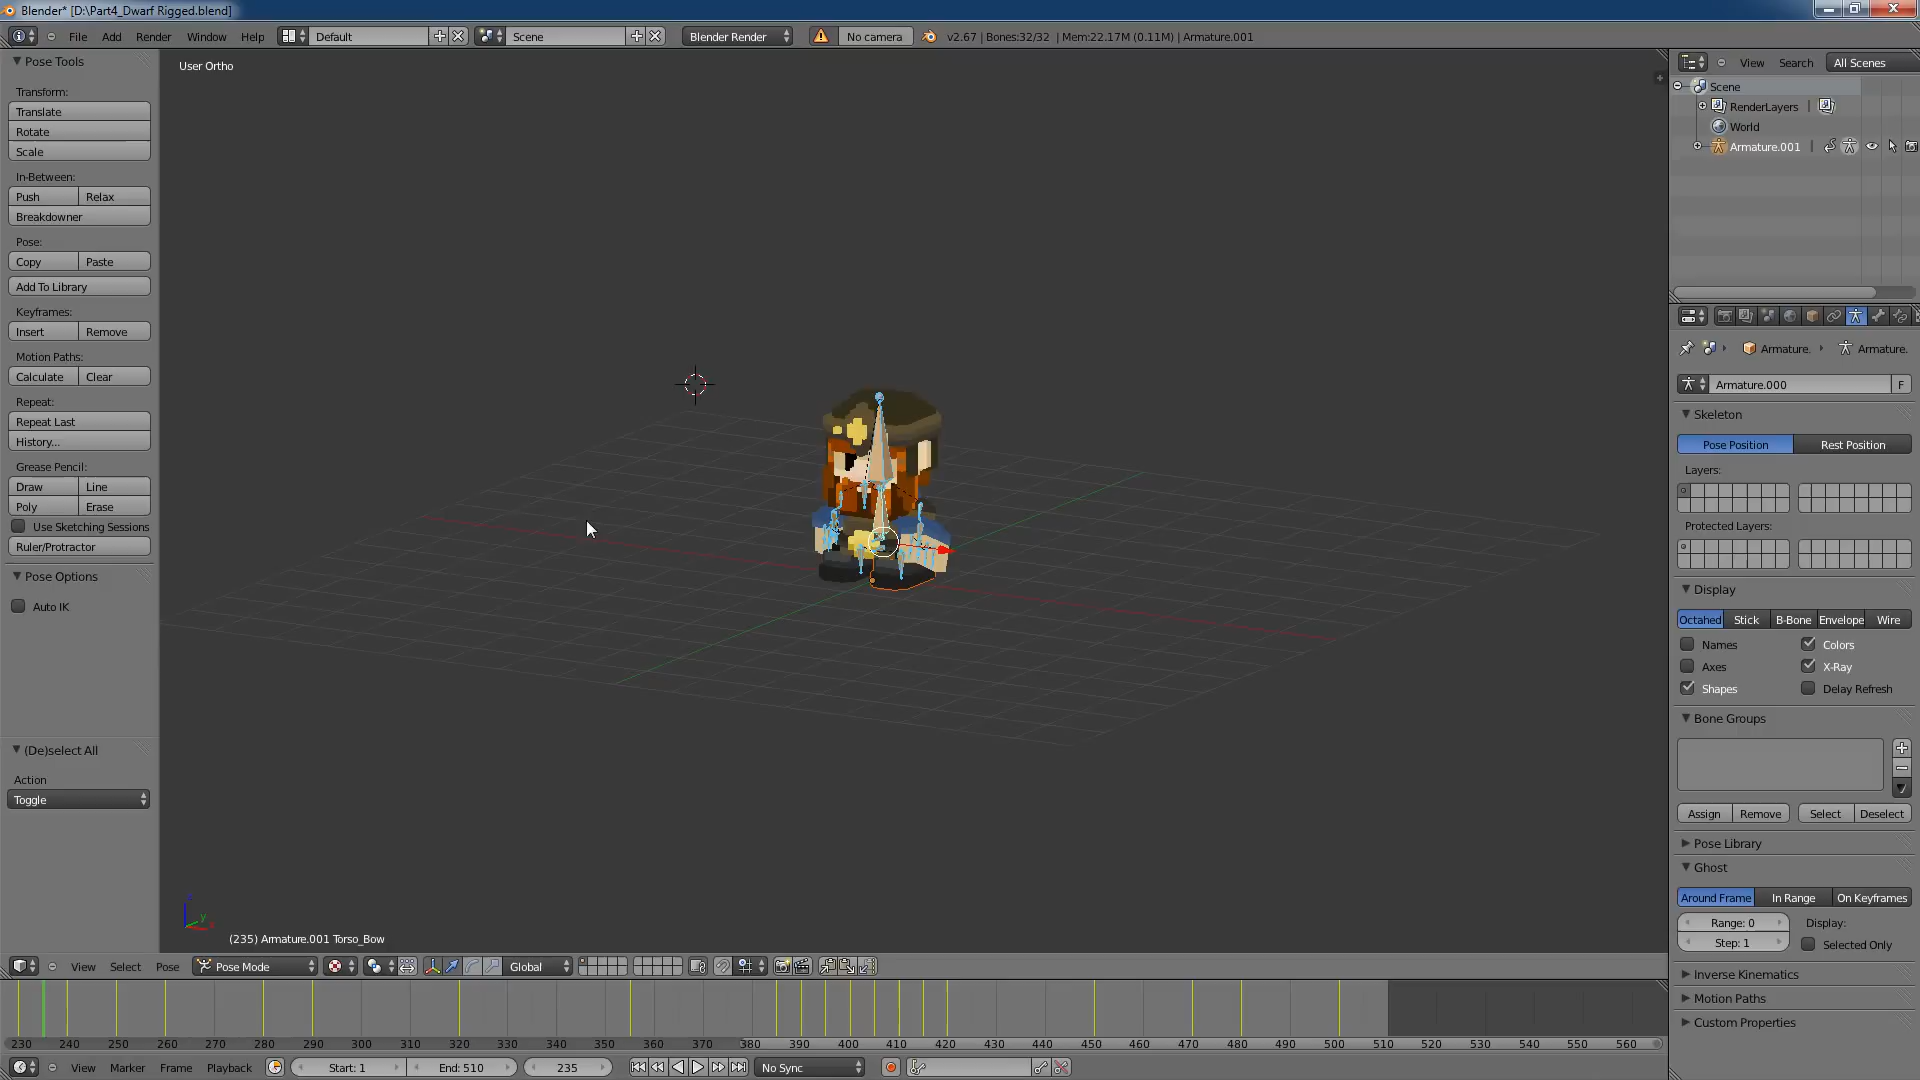 Blender* [D:\Part4_Dwarf Rigged.blend]
File Add Render Window Help Default Scene Blender Render No camera v2.67 | Bones:32/32 | Mem:22.17M (0.11M) | Armature.001
Pose Tools
Transform:
Translate
Rotate
Scale
In-Between:
Push Relax
Breakdowner
Pose:
Copy Paste
Add To Library
Keyframes:
Insert Remove
Motion Paths:
Calculate Clear
Repeat:
Repeat Last
History...
Grease Pencil:
Draw Line
Poly Erase
Use Sketching Sessions
Ruler/Protractor
Pose Options
Auto IK
(De)select All
Action
Toggle
User Ortho
(235) Armature.001 Torso_Bow
View Search All Scenes
Scene
RenderLayers
World
Armature.001
Armature. Armature.
Armature.000 F
Skeleton
Pose Position Rest Position
Layers:
Protected Layers:
Display
Octahed Stick B-Bone Envelope Wire
Names Colors
Axes X-Ray
Shapes Delay Refresh
Bone Groups
Assign Remove Select Deselect
Pose Library
Ghost
Around Frame In Range On Keyframes
Range: 0 Display:
Step: 1 Selected Only
Inverse Kinematics
Motion Paths
Custom Properties
View Select Pose Pose Mode Global
230 240 250 260 270 280 290 300 310 320 330 340 350 360 370 380 390 400 410 420 430 440 450 460 470 480 490 500 510 520 530 540 550 560
View Marker Frame Playback Start: 1 End: 510 235 No Sync